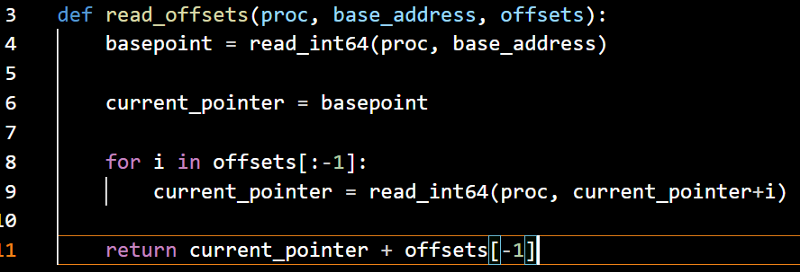 3 def read_offsets(proc, base_address, offsets):
4     basepoint = read_int64(proc, base_address)
5
6     current_pointer = basepoint
7
8     for i in offsets[:-1]:
9         current_pointer = read_int64(proc, current_pointer+i)
10
11     return current_pointer + offsets[-1]